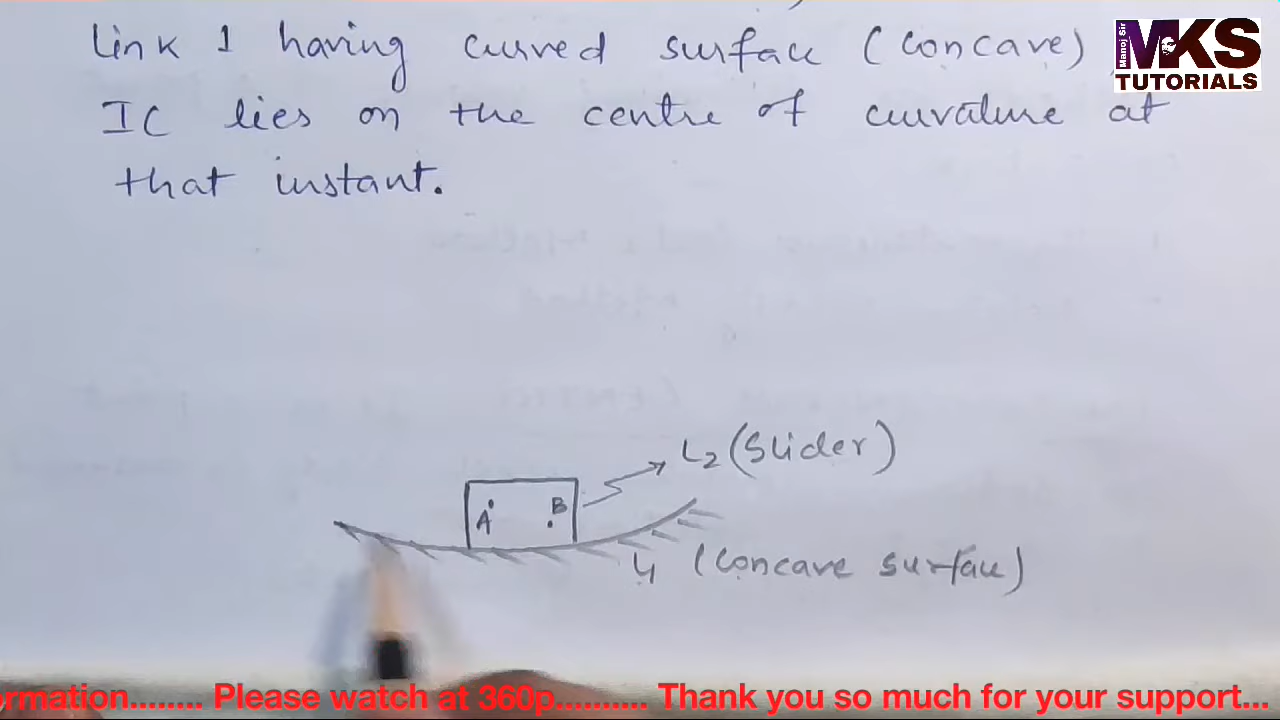 Link 1 having curved surface (concave),
IC lies on the centre of curvature at
that instant.
Manoj Sir
MKS
TUTORIALS
L2 (Slider)
A
B
L1 (Concave surface)
ormation........ Please watch at 360p.......... Thank you so much for your support...